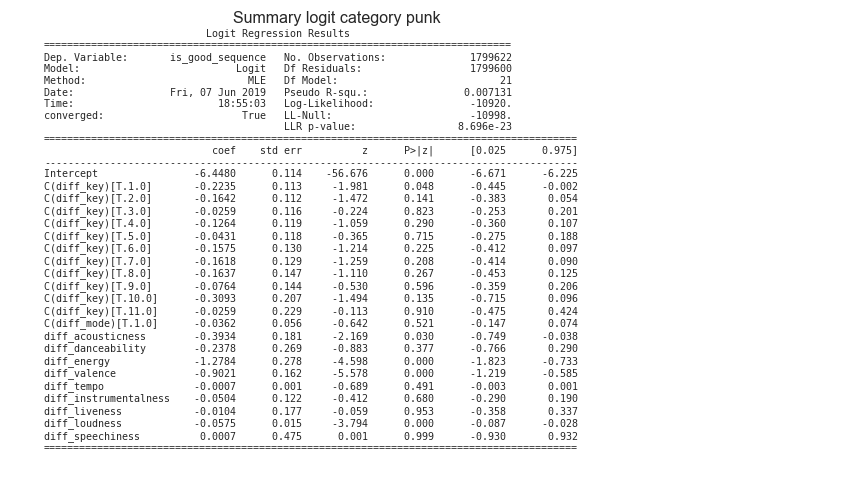 Summary logit category punk
Logit Regression Results
==============================================================================
Dep. Variable: is_good_sequence No. Observations: 1799622
Model: Logit Df Residuals: 1799600
Method: MLE Df Model: 21
Date: Fri, 07 Jun 2019 Pseudo R-squ.: 0.007131
Time: 18:55:03 Log-Likelihood: -10920.
converged: True LL-Null: -10998.
LLR p-value: 8.696e-23
=========================================================================================
coef std err z P>|z| [0.025 0.975]
-----------------------------------------------------------------------------------------
Intercept -6.4480 0.114 -56.676 0.000 -6.671 -6.225
C(diff_key)[T.1.0] -0.2235 0.113 -1.981 0.048 -0.445 -0.002
C(diff_key)[T.2.0] -0.1642 0.112 -1.472 0.141 -0.383 0.054
C(diff_key)[T.3.0] -0.0259 0.116 -0.224 0.823 -0.253 0.201
C(diff_key)[T.4.0] -0.1264 0.119 -1.059 0.290 -0.360 0.107
C(diff_key)[T.5.0] -0.0431 0.118 -0.365 0.715 -0.275 0.188
C(diff_key)[T.6.0] -0.1575 0.130 -1.214 0.225 -0.412 0.097
C(diff_key)[T.7.0] -0.1618 0.129 -1.259 0.208 -0.414 0.090
C(diff_key)[T.8.0] -0.1637 0.147 -1.110 0.267 -0.453 0.125
C(diff_key)[T.9.0] -0.0764 0.144 -0.530 0.596 -0.359 0.206
C(diff_key)[T.10.0] -0.3093 0.207 -1.494 0.135 -0.715 0.096
C(diff_key)[T.11.0] -0.0259 0.229 -0.113 0.910 -0.475 0.424
C(diff_mode)[T.1.0] -0.0362 0.056 -0.642 0.521 -0.147 0.074
diff_acousticness -0.3934 0.181 -2.169 0.030 -0.749 -0.038
diff_danceability -0.2378 0.269 -0.883 0.377 -0.766 0.290
diff_energy -1.2784 0.278 -4.598 0.000 -1.823 -0.733
diff_valence -0.9021 0.162 -5.578 0.000 -1.219 -0.585
diff_tempo -0.0007 0.001 -0.689 0.491 -0.003 0.001
diff_instrumentalness -0.0504 0.122 -0.412 0.680 -0.290 0.190
diff_liveness -0.0104 0.177 -0.059 0.953 -0.358 0.337
diff_loudness -0.0575 0.015 -3.794 0.000 -0.087 -0.028
diff_speechiness 0.0007 0.475 0.001 0.999 -0.930 0.932
=========================================================================================